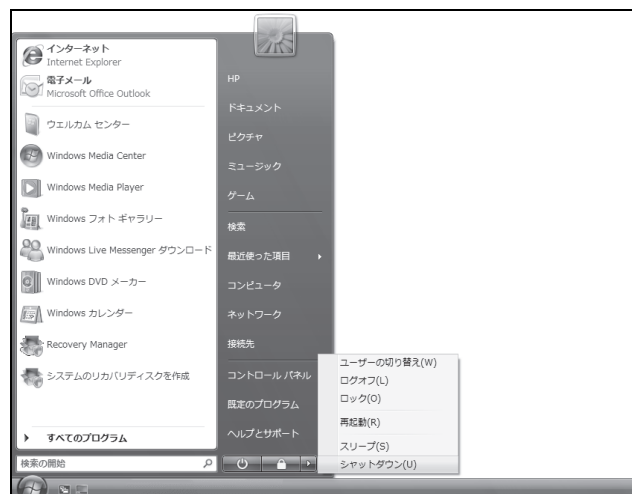 インターネット
Internet Explorer
電子メール
Microsoft Office Outlook
ウェルカム センター
Windows Media Center
Windows Media Player
Windows フォト ギャラリー
Windows Live Messenger ダウンロード
Windows DVD メーカー
Windows カレンダー
Recovery Manager
システムのリカバリディスクを作成
すべてのプログラム
検索の開始
HP
ドキュメント
ピクチャ
ミュージック
ゲーム
検索
最近使った項目
コンピュータ
ネットワーク
接続先
コントロール パネル
既定のプログラム
ヘルプとサポート
ユーザーの切り替え(W)
ログオフ(L)
ロック(O)
再起動(R)
スリープ(S)
シャットダウン(U)